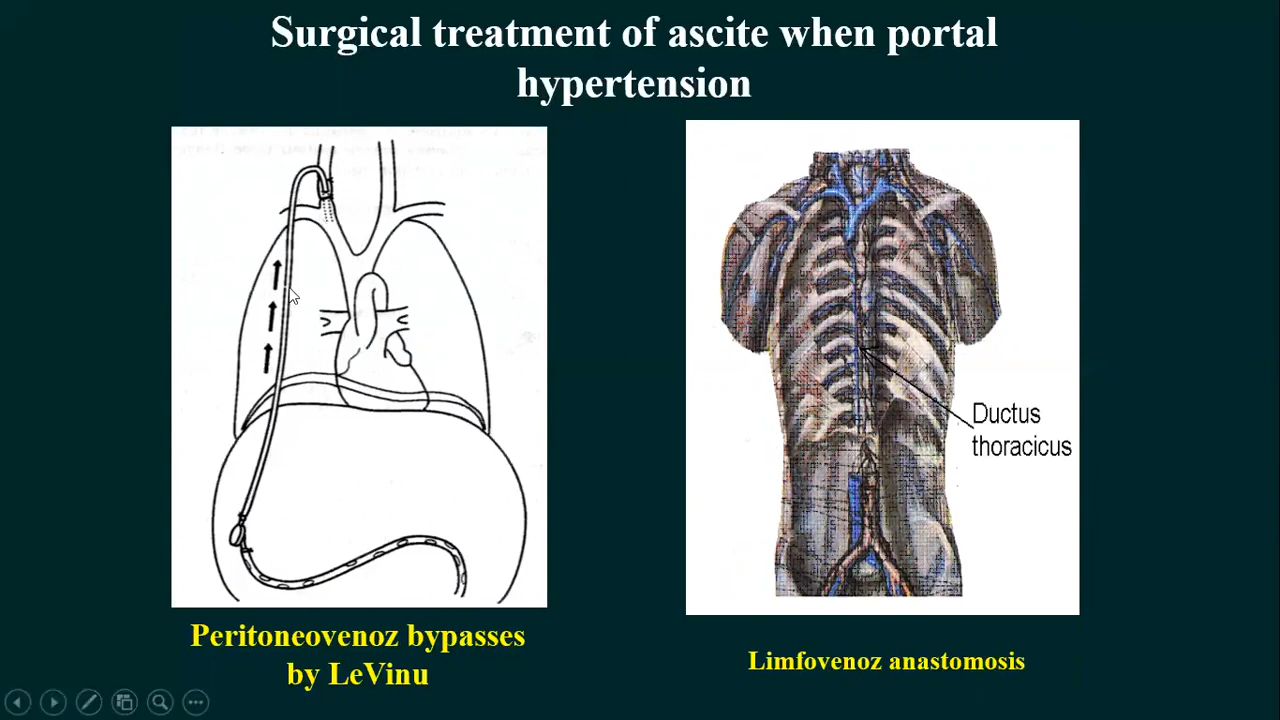 Surgical treatment of ascite when portal
hypertension
Ductus
thoracicus
Peritoneovenoz bypasses
by LeVinu
Limfovenoz anastomosis